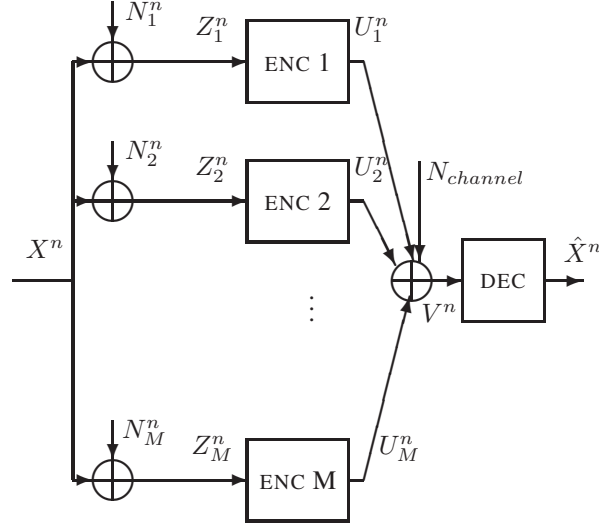 N_1^n
Z_1^n
ENC 1
U_1^n
N_2^n
Z_2^n
ENC 2
U_2^n
N_{channel}
X^n
V^n
DEC
\hat{X}^n
⋮
N_M^n
Z_M^n
ENC M
U_M^n